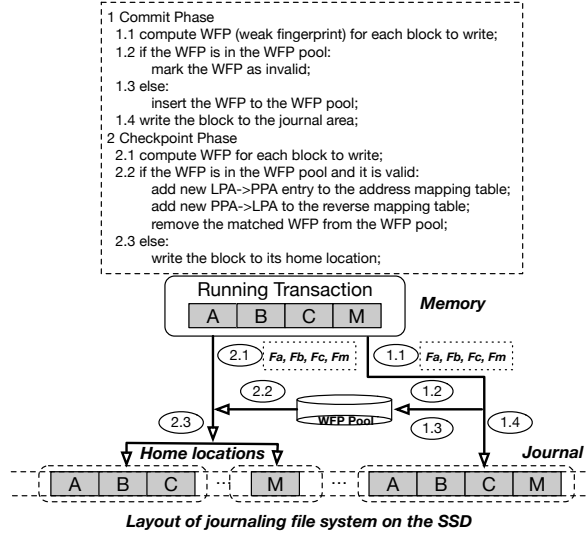 1 Commit Phase
1.1 compute WFP (weak fingerprint) for each block to write;
1.2 if the WFP is in the WFP pool:
mark the WFP as invalid;
1.3 else:
insert the WFP to the WFP pool;
1.4 write the block to the journal area;
2 Checkpoint Phase
2.1 compute WFP for each block to write;
2.2 if the WFP is in the WFP pool and it is valid:
add new LPA->PPA entry to the address mapping table;
add new PPA->LPA to the reverse mapping table;
remove the matched WFP from the WFP pool;
2.3 else:
write the block to its home location;
Running Transaction
Memory
A B C M
2.1 Fa, Fb, Fc, Fm 1.1 Fa, Fb, Fc, Fm
2.2 1.2
WFP Pool
2.3 1.3 1.4
Home locations Journal
A B C ... M ... A B C M
Layout of journaling file system on the SSD